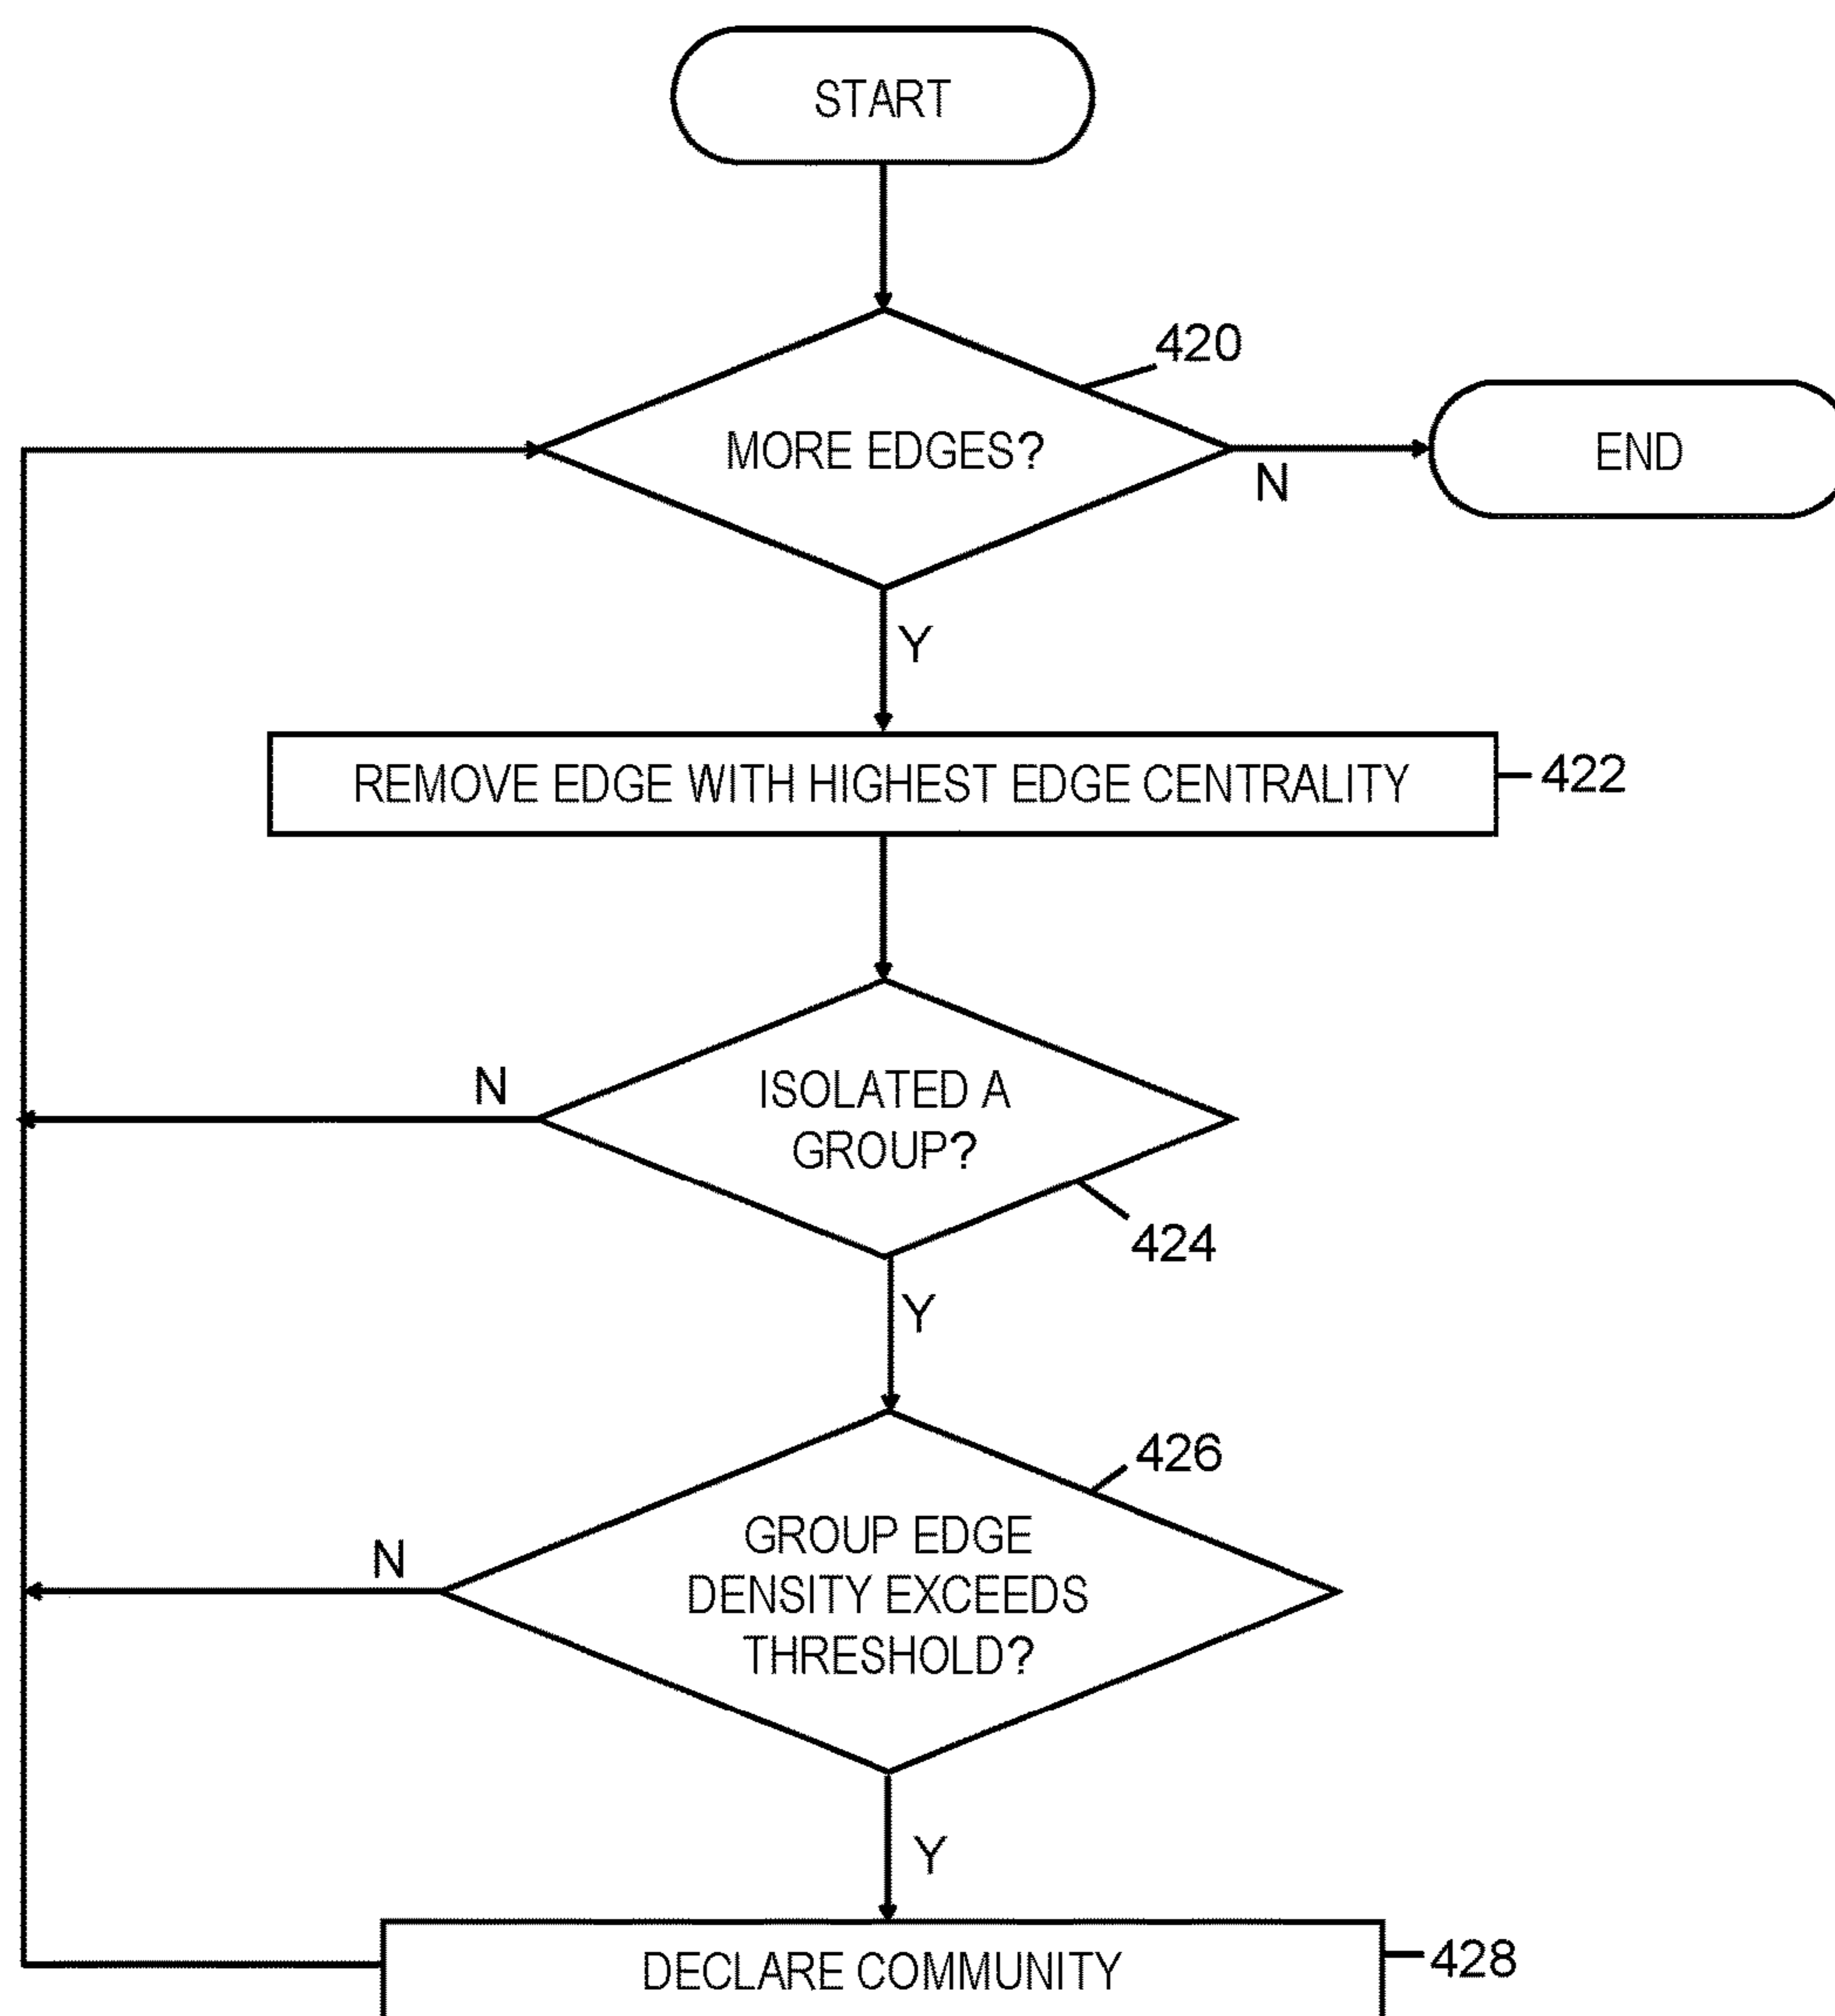 START
420
MORE EDGES?
N
END
Y
REMOVE EDGE WITH HIGHEST EDGE CENTRALITY
422
N
ISOLATED A
GROUP?
424
Y
426
N
GROUP EDGE
DENSITY EXCEEDS
THRESHOLD?
Y
DECLARE COMMUNITY
428